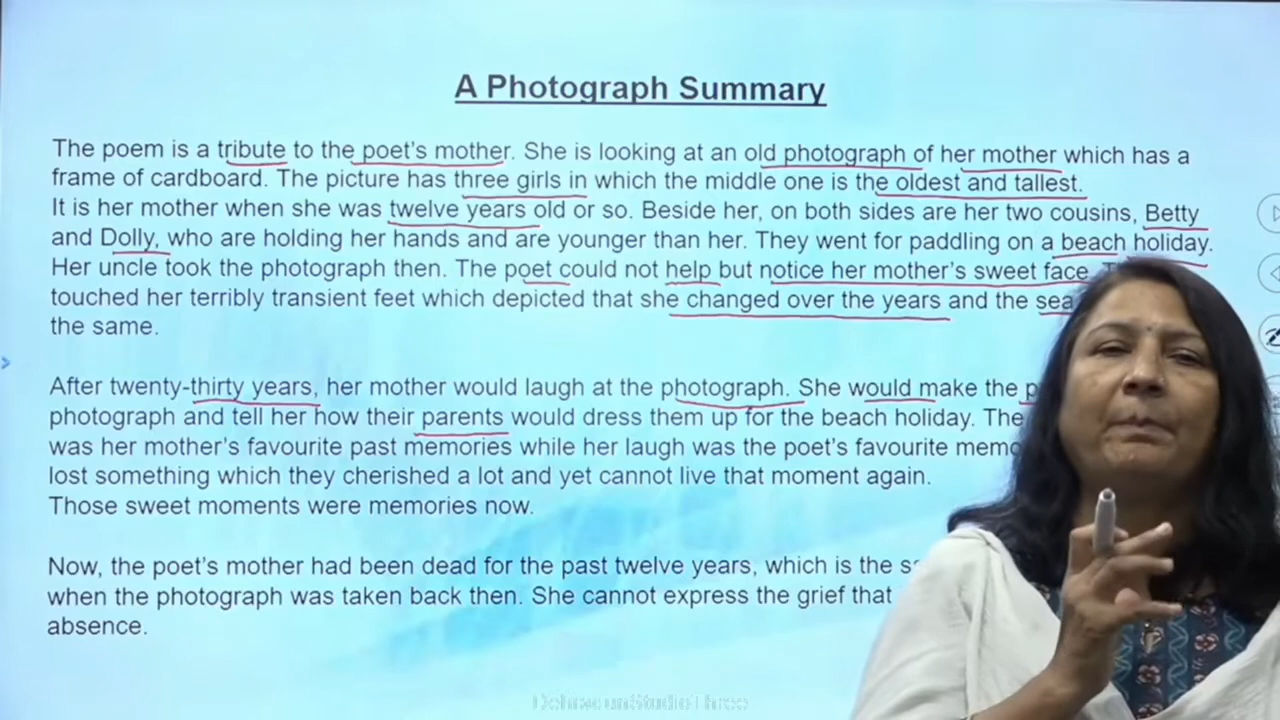 A Photograph Summary
The poem is a tribute to the poet's mother. She is looking at an old photograph of her mother which has a
frame of cardboard. The picture has three girls in which the middle one is the oldest and tallest.
It is her mother when she was twelve years old or so. Beside her, on both sides are her two cousins, Betty
and Dolly, who are holding her hands and are younger than her. They went for paddling on a beach holiday.
Her uncle took the photograph then. The poet could not help but notice her mother's sweet face.
touched her terribly transient feet which depicted that she changed over the years and the sea
the same.
After twenty-thirty years, her mother would laugh at the photograph. She would make the
photograph and tell her how their parents would dress them up for the beach holiday. The
was her mother's favourite past memories while her laugh was the poet's favourite
lost something which they cherished a lot and yet cannot live that moment again.
Those sweet moments were memories now.
Now, the poet's mother had been dead for the past twelve years, which is the
when the photograph was taken back then. She cannot express the grief that
absence.